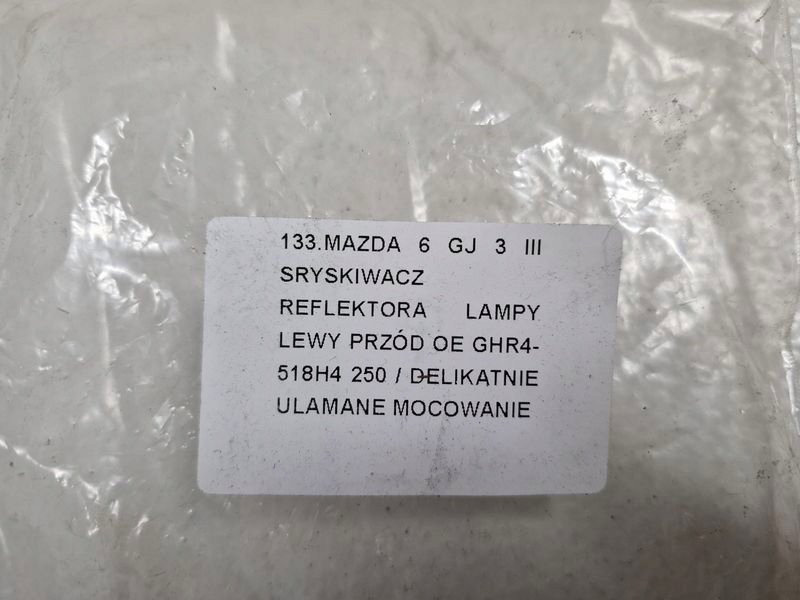 133.MAZDA 6 GJ 3 III
SRYSKIWACZ
REFLEKTORA LAMPY
LEWY PRZÓD OE GHR4-
518H4 250 / DELIKATNIE
ULAMANE MOCOWANIE